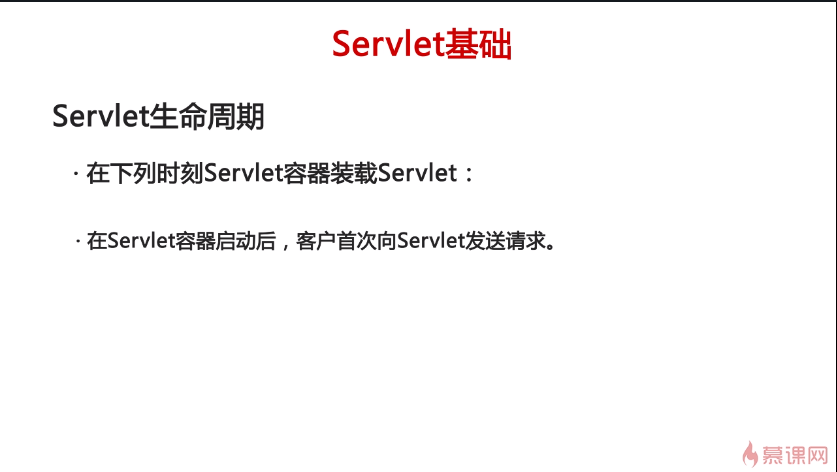 Servlet基础
Servlet生命周期
· 在下列时刻Servlet容器装载Servlet：
· 在Servlet容器启动后，客户首次向Servlet发送请求。
慕课网